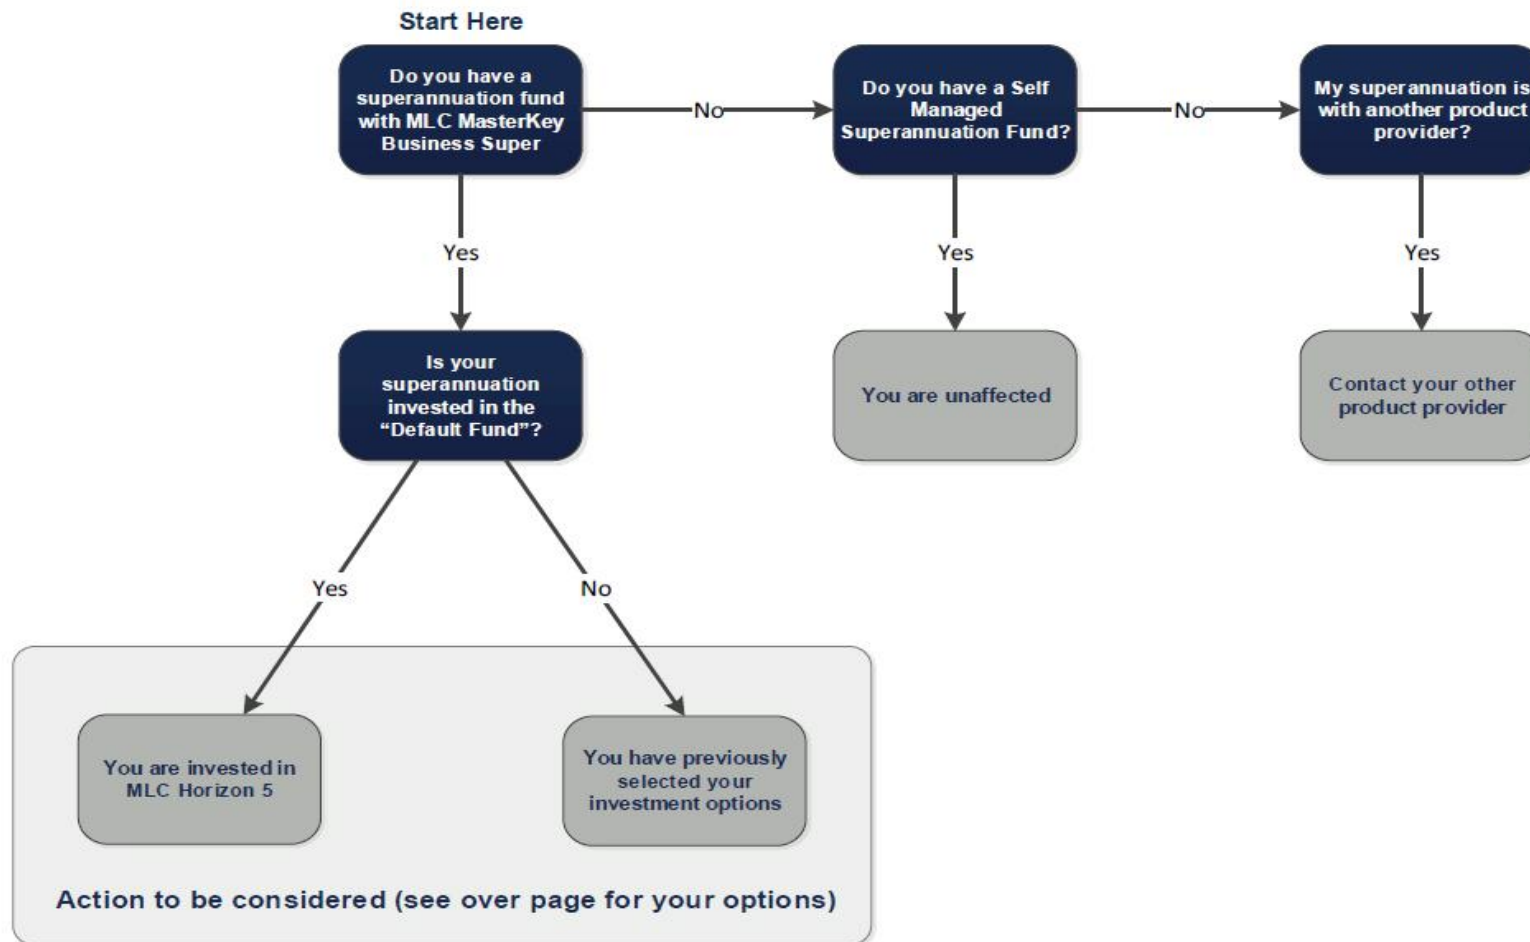 Start Here
Do you have a
superannuation fund
with MLC MasterKey
Business Super
No
Do you have a Self
Managed
Superannuation Fund?
No
My superannuation is
with another product
provider?
Yes
Yes
Yes
Is your
superannuation
invested in the
“Default Fund”?
You are unaffected
Contact your other
product provider
Yes
No
You are invested in
MLC Horizon 5
You have previously
selected your
investment options
Action to be considered (see over page for your options)